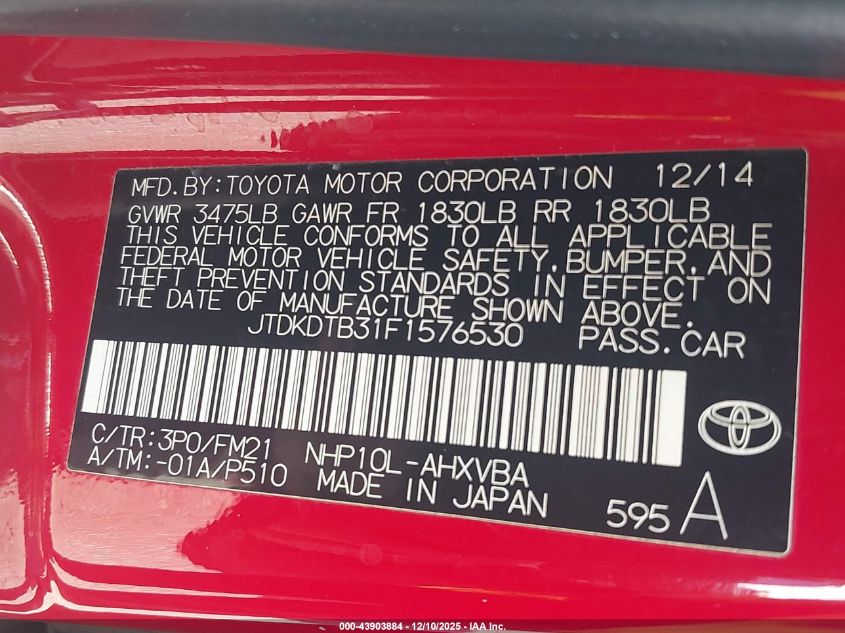 MFD.BY:TOYOTA MOTOR CORPORATION 12/14
GVWR 3475LB GAWR FR 1830LB RR 1830LB
THIS VEHICLE CONFORMS TO ALL APPLICABLE
FEDERAL MOTOR VEHICLE SAFETY,BUMPER,AND
THEFT PREVENTION STANDARDS IN EFFECT ON
THE DATE OF MANUFACTURE SHOWN ABOVE.
JTDKDTB31F1576530 PASS.CAR
C/TR:3P0/FM21 NHP10L-AHXVBA
A/TM:-01A/P510 MADE IN JAPAN 595 A
000-43903884 - 12/10/2025 - IAA Inc.